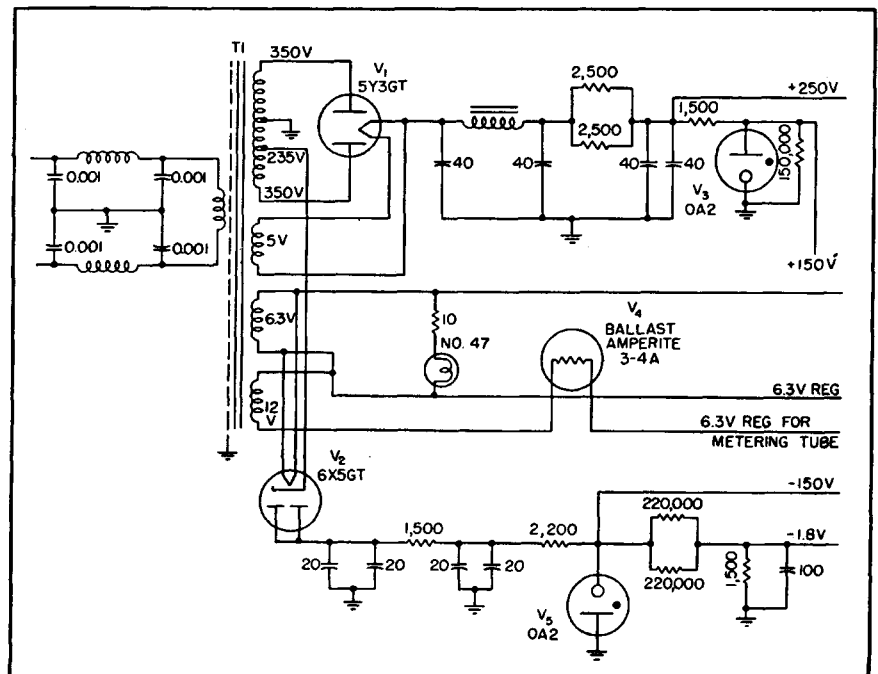 T1
350V
V1
5Y3GT
2,500
2,500
+250V
1,500
40
40
40
40
V3
OA2
150,000
+150V
0.001
0.001
0.001
0.001
235V
350V
5V
6.3V
10
NO. 47
V4
BALLAST
AMPERITE
3-4A
6.3V REG
12
V
6.3V REG FOR
METERING TUBE
V2
6X5GT
-150V
1,500
2,200
220,000
-1.8V
20
20
20
20
220,000
1,500
100
V5
OA2